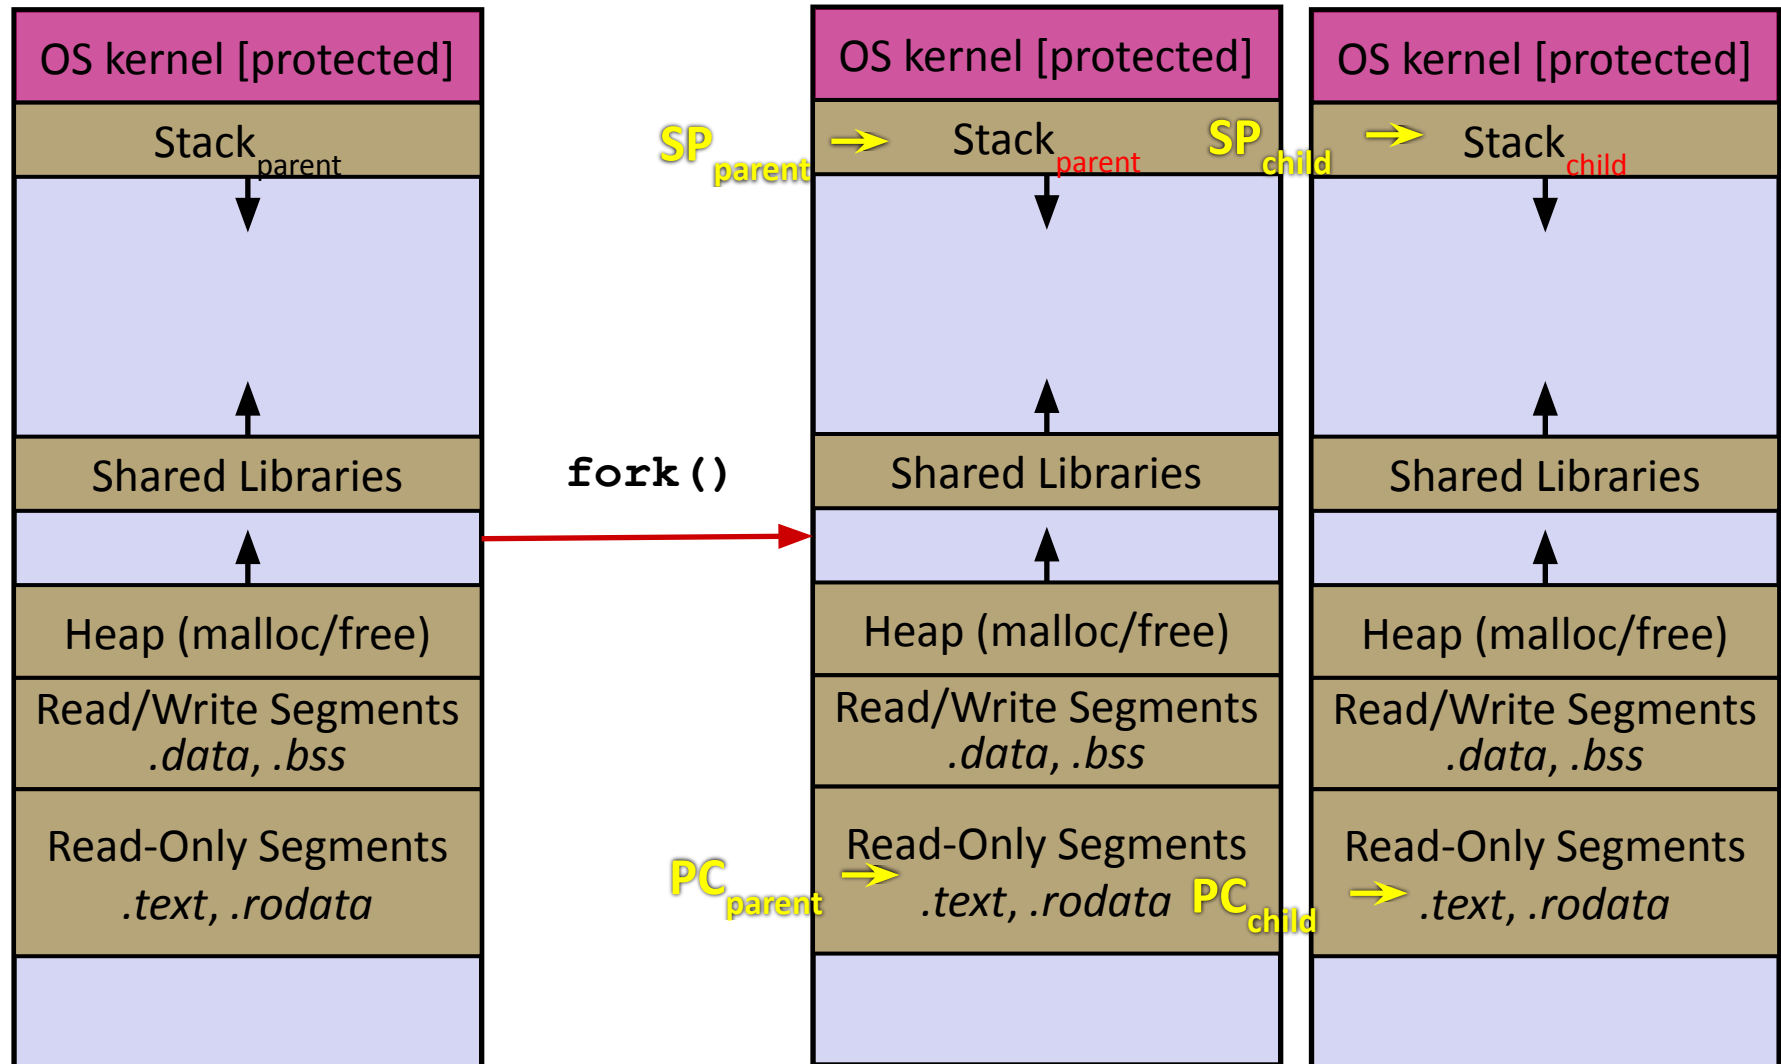 OS kernel [protected]
Stack parent
Shared Libraries
Heap (malloc/free)
Read/Write Segments
.data, .bss
Read-Only Segments
.text, .rodata
fork()
SP parent
PC parent
OS kernel [protected]
Stack parent
Shared Libraries
Heap (malloc/free)
Read/Write Segments
.data, .bss
Read-Only Segments
.text, .rodata
SP child
PC child
OS kernel [protected]
Stack child
Shared Libraries
Heap (malloc/free)
Read/Write Segments
.data, .bss
Read-Only Segments
.text, .rodata